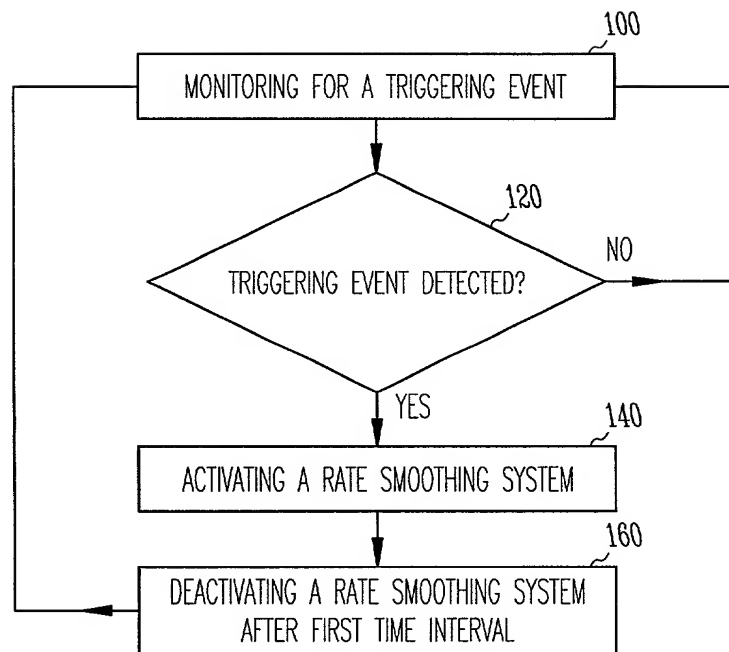 100
MONITORING FOR A TRIGGERING EVENT
120
TRIGGERING EVENT DETECTED?
NO
YES
140
ACTIVATING A RATE SMOOTHING SYSTEM
160
DEACTIVATING A RATE SMOOTHING SYSTEM
AFTER FIRST TIME INTERVAL